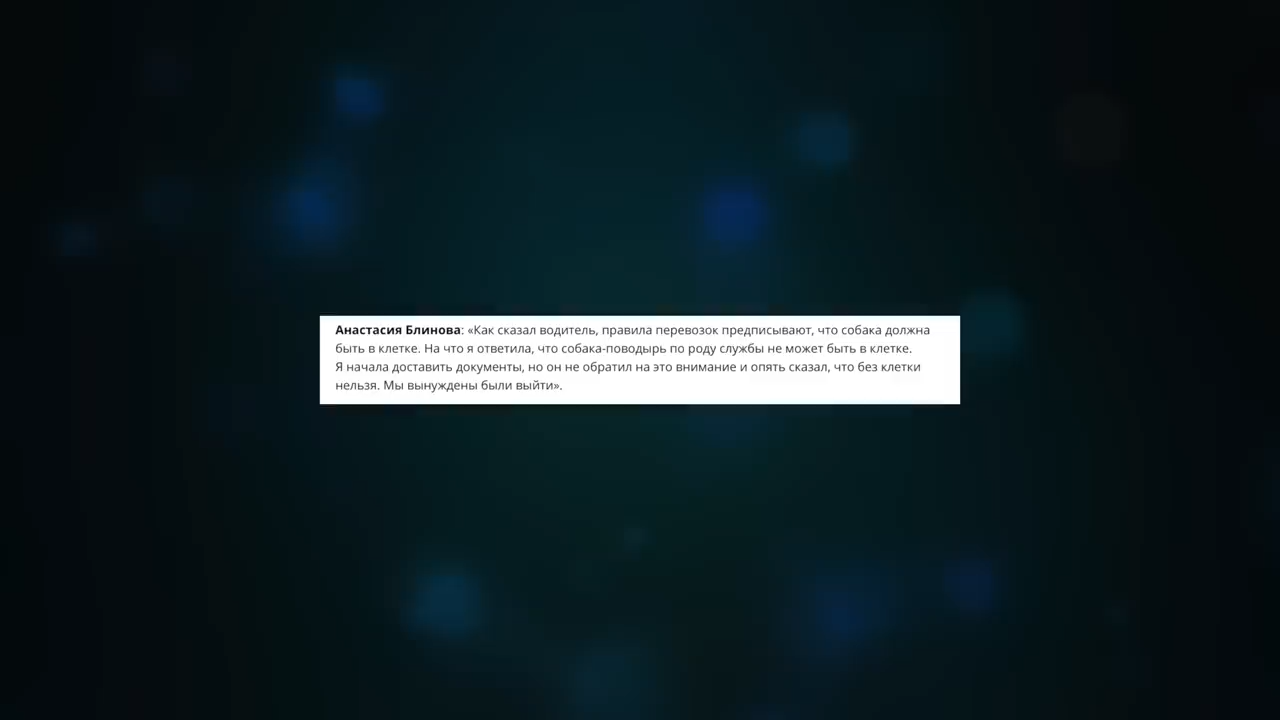 Анастасия Блинова: «Как сказал водитель, правила перевозок предписывают, что собака должна
быть в клетке. На что я ответила, что собака-поводырь по роду службы не может быть в клетке.
Я начала доставить документы, но он не обратил на это внимание и опять сказал, что без клетки
нельзя. Мы вынуждены были выйти».